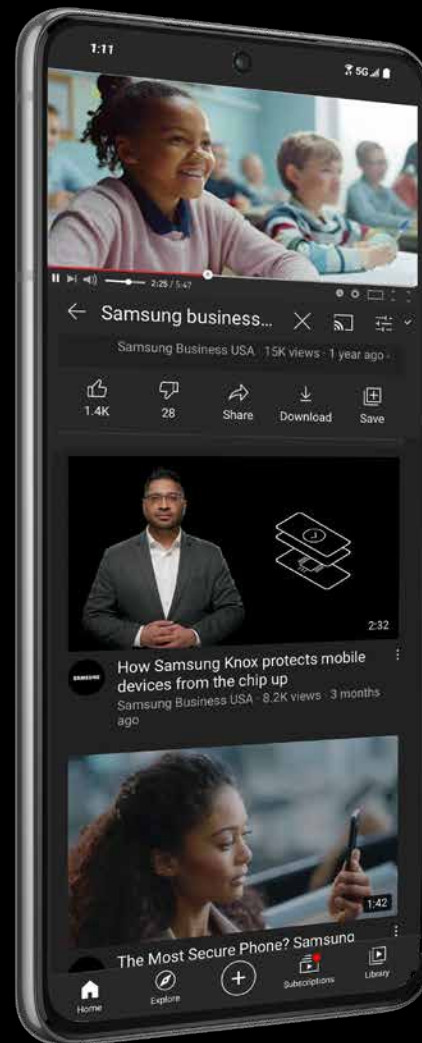 1:11
5G
2:25 / 5:47
Samsung business...
Samsung Business USA 15K views · 1 year ago ·
1.4K
28
Share
Download
Save
2:32
SAMSUNG
How Samsung Knox protects mobile
devices from the chip up
Samsung Business USA · 8.2K views · 3 months
ago
1:42
The Most Secure Phone? Samsung
Home
Explore
Subscriptions
Library